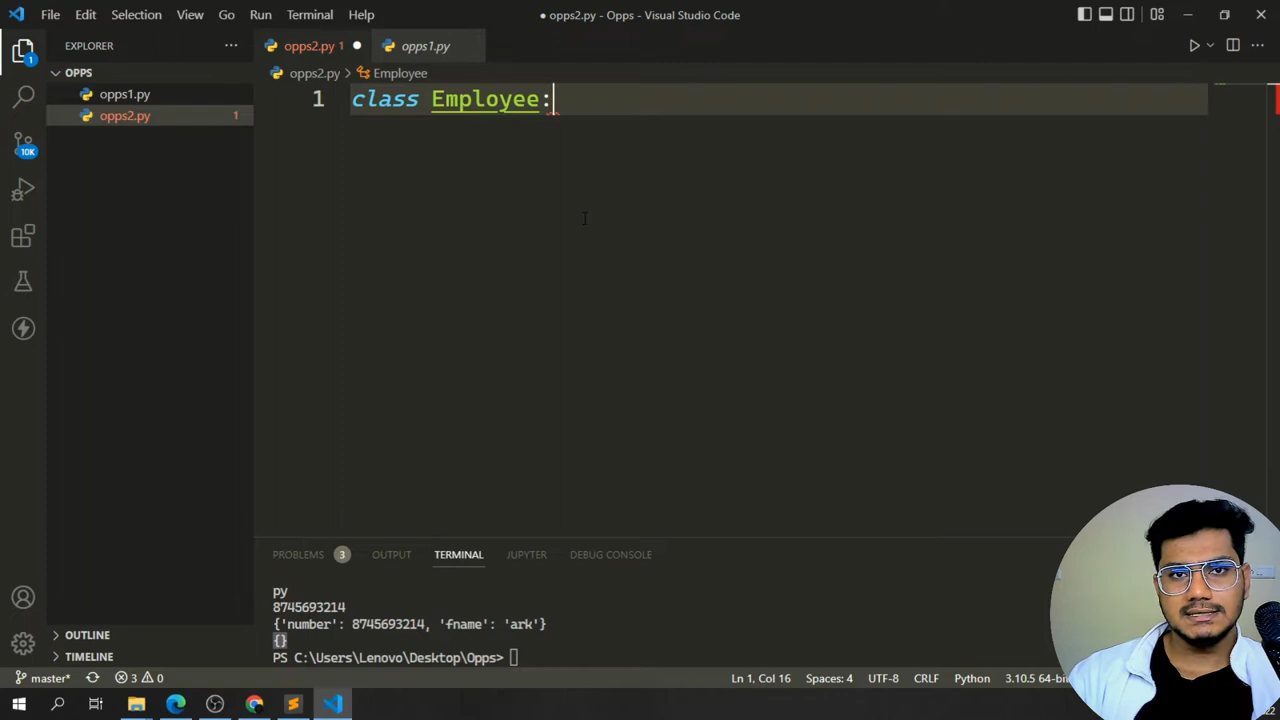 File Edit Selection View Go Run Terminal Help
● opps2.py - Opps - Visual Studio Code
EXPLORER
opps2.py 1
opps1.py
OPPS
opps2.py > Employee
opps1.py
opps2.py 1
1 class Employee:
1
10K
PROBLEMS 3 OUTPUT TERMINAL JUPYTER DEBUG CONSOLE
py
8745693214
{'number': 8745693214, 'fname': 'ark'}
{}
PS C:\Users\Lenovo\Desktop\Opps>
OUTLINE
TIMELINE
master* 3 0
Ln 1, Col 16 Spaces: 4 UTF-8 CRLF Python 3.10.5 64-bit